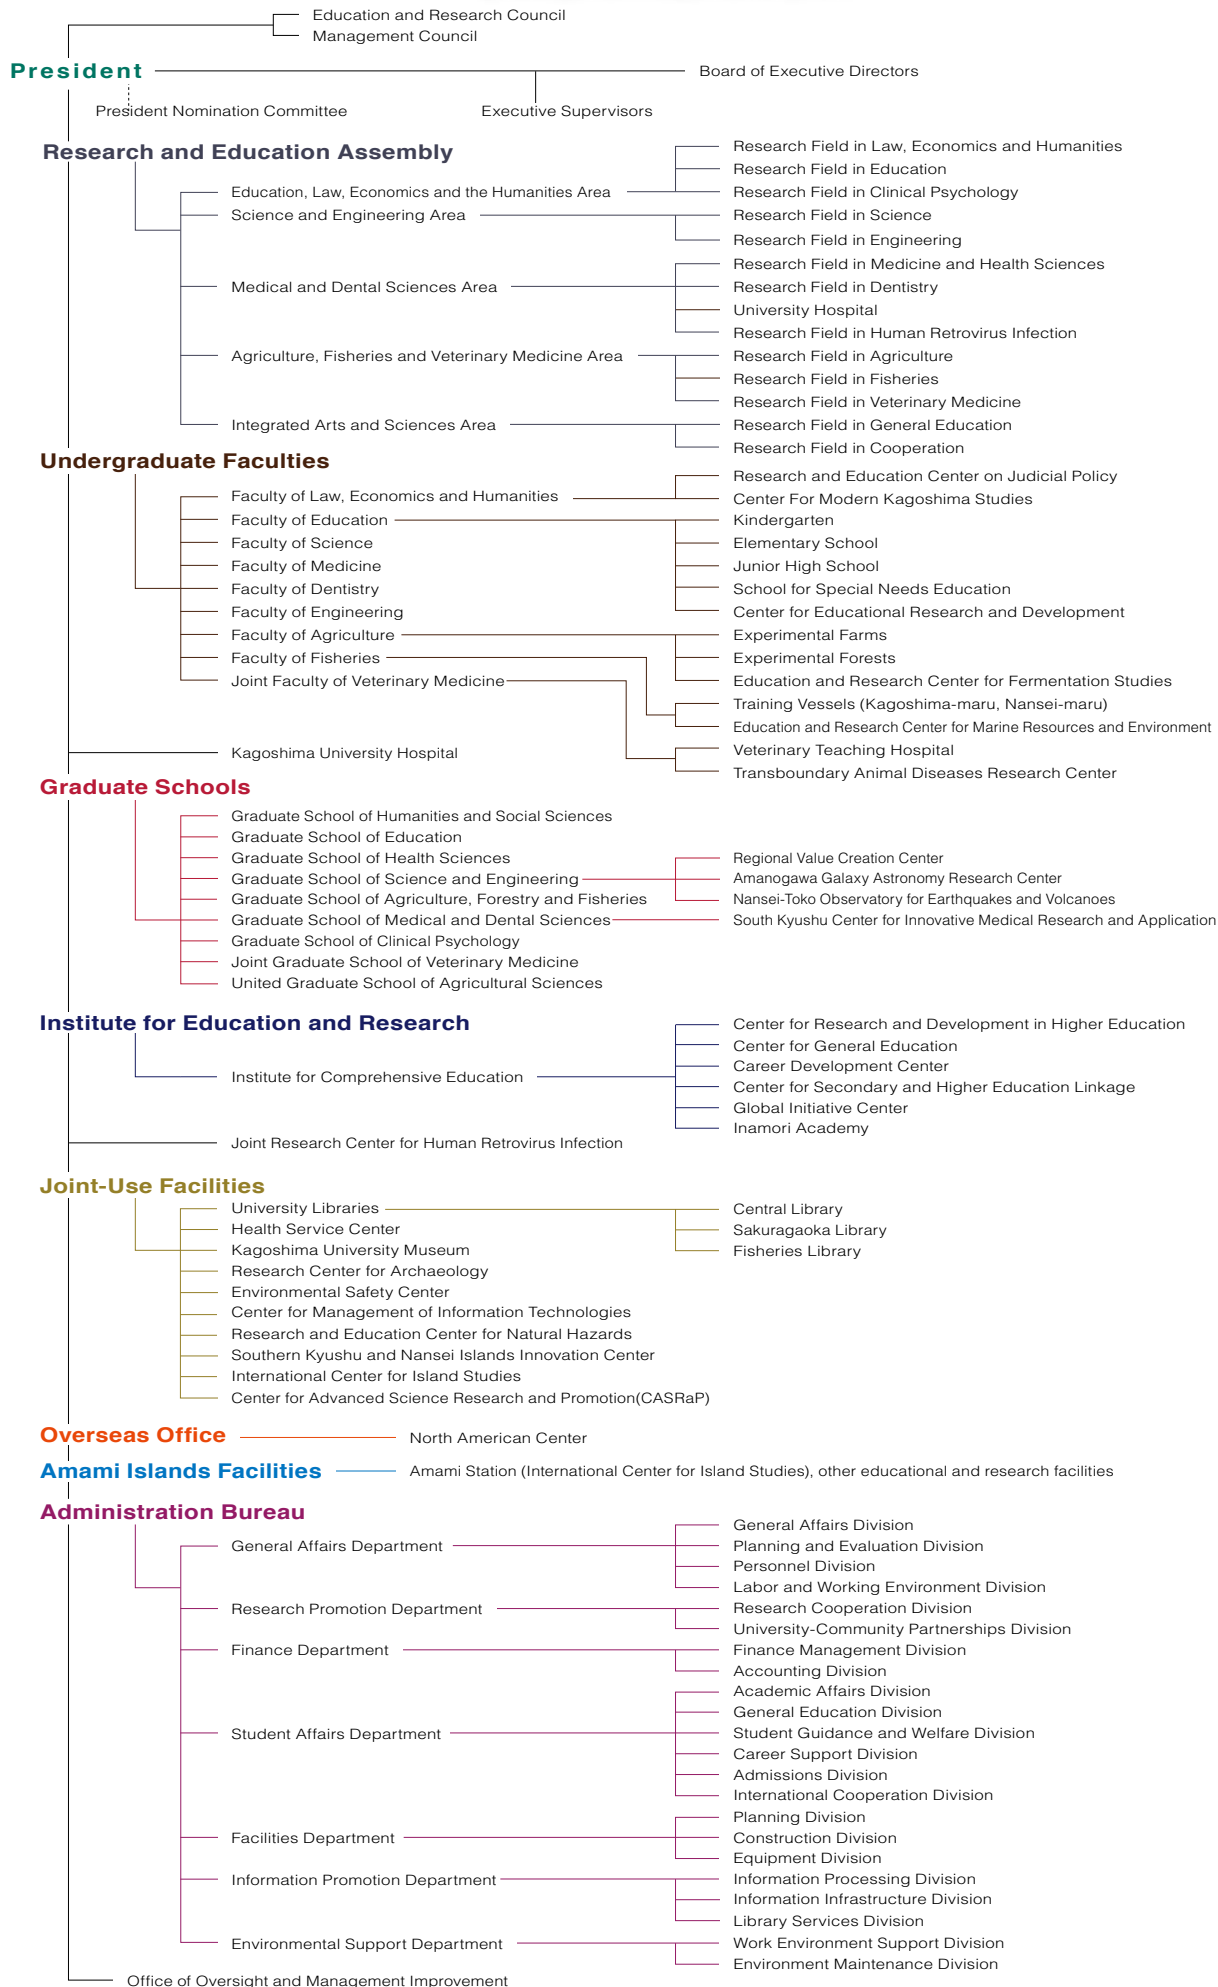 Education and Research Council
Management Council
President
Board of Executive Directors
President Nomination Committee
Executive Supervisors
Research and Education Assembly
Education, Law, Economics and the Humanities Area
Research Field in Law, Economics and Humanities
Research Field in Education
Research Field in Clinical Psychology
Science and Engineering Area
Research Field in Science
Research Field in Engineering
Medical and Dental Sciences Area
Research Field in Medicine and Health Sciences
Research Field in Dentistry
University Hospital
Research Field in Human Retrovirus Infection
Agriculture, Fisheries and Veterinary Medicine Area
Research Field in Agriculture
Research Field in Fisheries
Research Field in Veterinary Medicine
Integrated Arts and Sciences Area
Research Field in General Education
Research Field in Cooperation
Undergraduate Faculties
Faculty of Law, Economics and Humanities
Research and Education Center on Judicial Policy
Center For Modern Kagoshima Studies
Faculty of Education
Kindergarten
Elementary School
Junior High School
School for Special Needs Education
Center for Educational Research and Development
Faculty of Science
Faculty of Medicine
Faculty of Dentistry
Faculty of Engineering
Faculty of Agriculture
Experimental Farms
Experimental Forests
Education and Research Center for Fermentation Studies
Faculty of Fisheries
Training Vessels (Kagoshima-maru, Nansei-maru)
Education and Research Center for Marine Resources and Environment
Joint Faculty of Veterinary Medicine
Veterinary Teaching Hospital
Transboundary Animal Diseases Research Center
Kagoshima University Hospital
Graduate Schools
Graduate School of Humanities and Social Sciences
Graduate School of Education
Graduate School of Health Sciences
Graduate School of Science and Engineering
Regional Value Creation Center
Amanogawa Galaxy Astronomy Research Center
Nansei-Toko Observatory for Earthquakes and Volcanoes
Graduate School of Agriculture, Forestry and Fisheries
Graduate School of Medical and Dental Sciences
South Kyushu Center for Innovative Medical Research and Application
Graduate School of Clinical Psychology
Joint Graduate School of Veterinary Medicine
United Graduate School of Agricultural Sciences
Institute for Education and Research
Institute for Comprehensive Education
Center for Research and Development in Higher Education
Center for General Education
Career Development Center
Center for Secondary and Higher Education Linkage
Global Initiative Center
Inamori Academy
Joint Research Center for Human Retrovirus Infection
Joint-Use Facilities
University Libraries
Central Library
Sakuragaoka Library
Fisheries Library
Health Service Center
Kagoshima University Museum
Research Center for Archaeology
Environmental Safety Center
Center for Management of Information Technologies
Research and Education Center for Natural Hazards
Southern Kyushu and Nansei Islands Innovation Center
International Center for Island Studies
Center for Advanced Science Research and Promotion(CASRaP)
Overseas Office
North American Center
Amami Islands Facilities
Amami Station (International Center for Island Studies), other educational and research facilities
Administration Bureau
General Affairs Department
General Affairs Division
Planning and Evaluation Division
Personnel Division
Labor and Working Environment Division
Research Promotion Department
Research Cooperation Division
University-Community Partnerships Division
Finance Department
Finance Management Division
Accounting Division
Student Affairs Department
Academic Affairs Division
General Education Division
Student Guidance and Welfare Division
Career Support Division
Admissions Division
International Cooperation Division
Facilities Department
Planning Division
Construction Division
Equipment Division
Information Promotion Department
Information Processing Division
Information Infrastructure Division
Library Services Division
Environmental Support Department
Work Environment Support Division
Environment Maintenance Division
Office of Oversight and Management Improvement